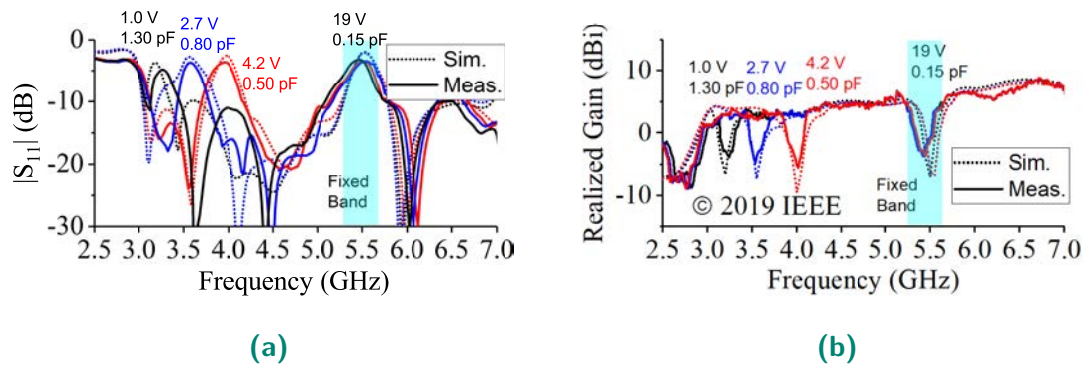 1.0 V
1.30 pF
2.7 V
0.80 pF
4.2 V
0.50 pF
19 V
0.15 pF
Sim.
Meas.
Fixed
Band
0
-10
-20
-30
|S11| (dB)
2.5 3.0 3.5 4.0 4.5 5.0 5.5 6.0 6.5 7.0
Frequency (GHz)
(a)
1.0 V
1.30 pF
2.7 V
0.80 pF
4.2 V
0.50 pF
19 V
0.15 pF
Sim.
Meas.
Fixed
Band
© 2019 IEEE
10
0
-10
Realized Gain (dBi)
2.5 3.0 3.5 4.0 4.5 5.0 5.5 6.0 6.5 7.0
Frequency (GHz)
(b)